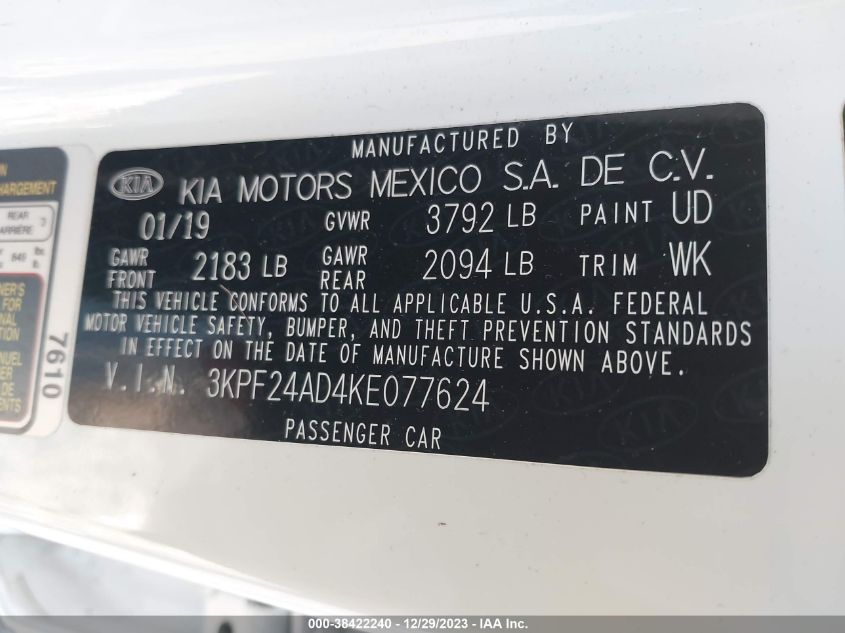 MANUFACTURED BY
KIA KIA MOTORS MEXICO S.A. DE C.V.
01/19 GVWR 3792 LB PAINT UD
GAWR FRONT 2183 LB GAWR REAR 2094 LB TRIM WK
THIS VEHICLE CONFORMS TO ALL APPLICABLE U.S.A. FEDERAL
MOTOR VEHICLE SAFETY, BUMPER, AND THEFT PREVENTION STANDARDS
IN EFFECT ON THE DATE OF MANUFACTURE SHOWN ABOVE.
V.I.N. 3KPF24AD4KE077624
PASSENGER CAR
REAR
7610
000-38422240 - 12/29/2023 - IAA Inc.